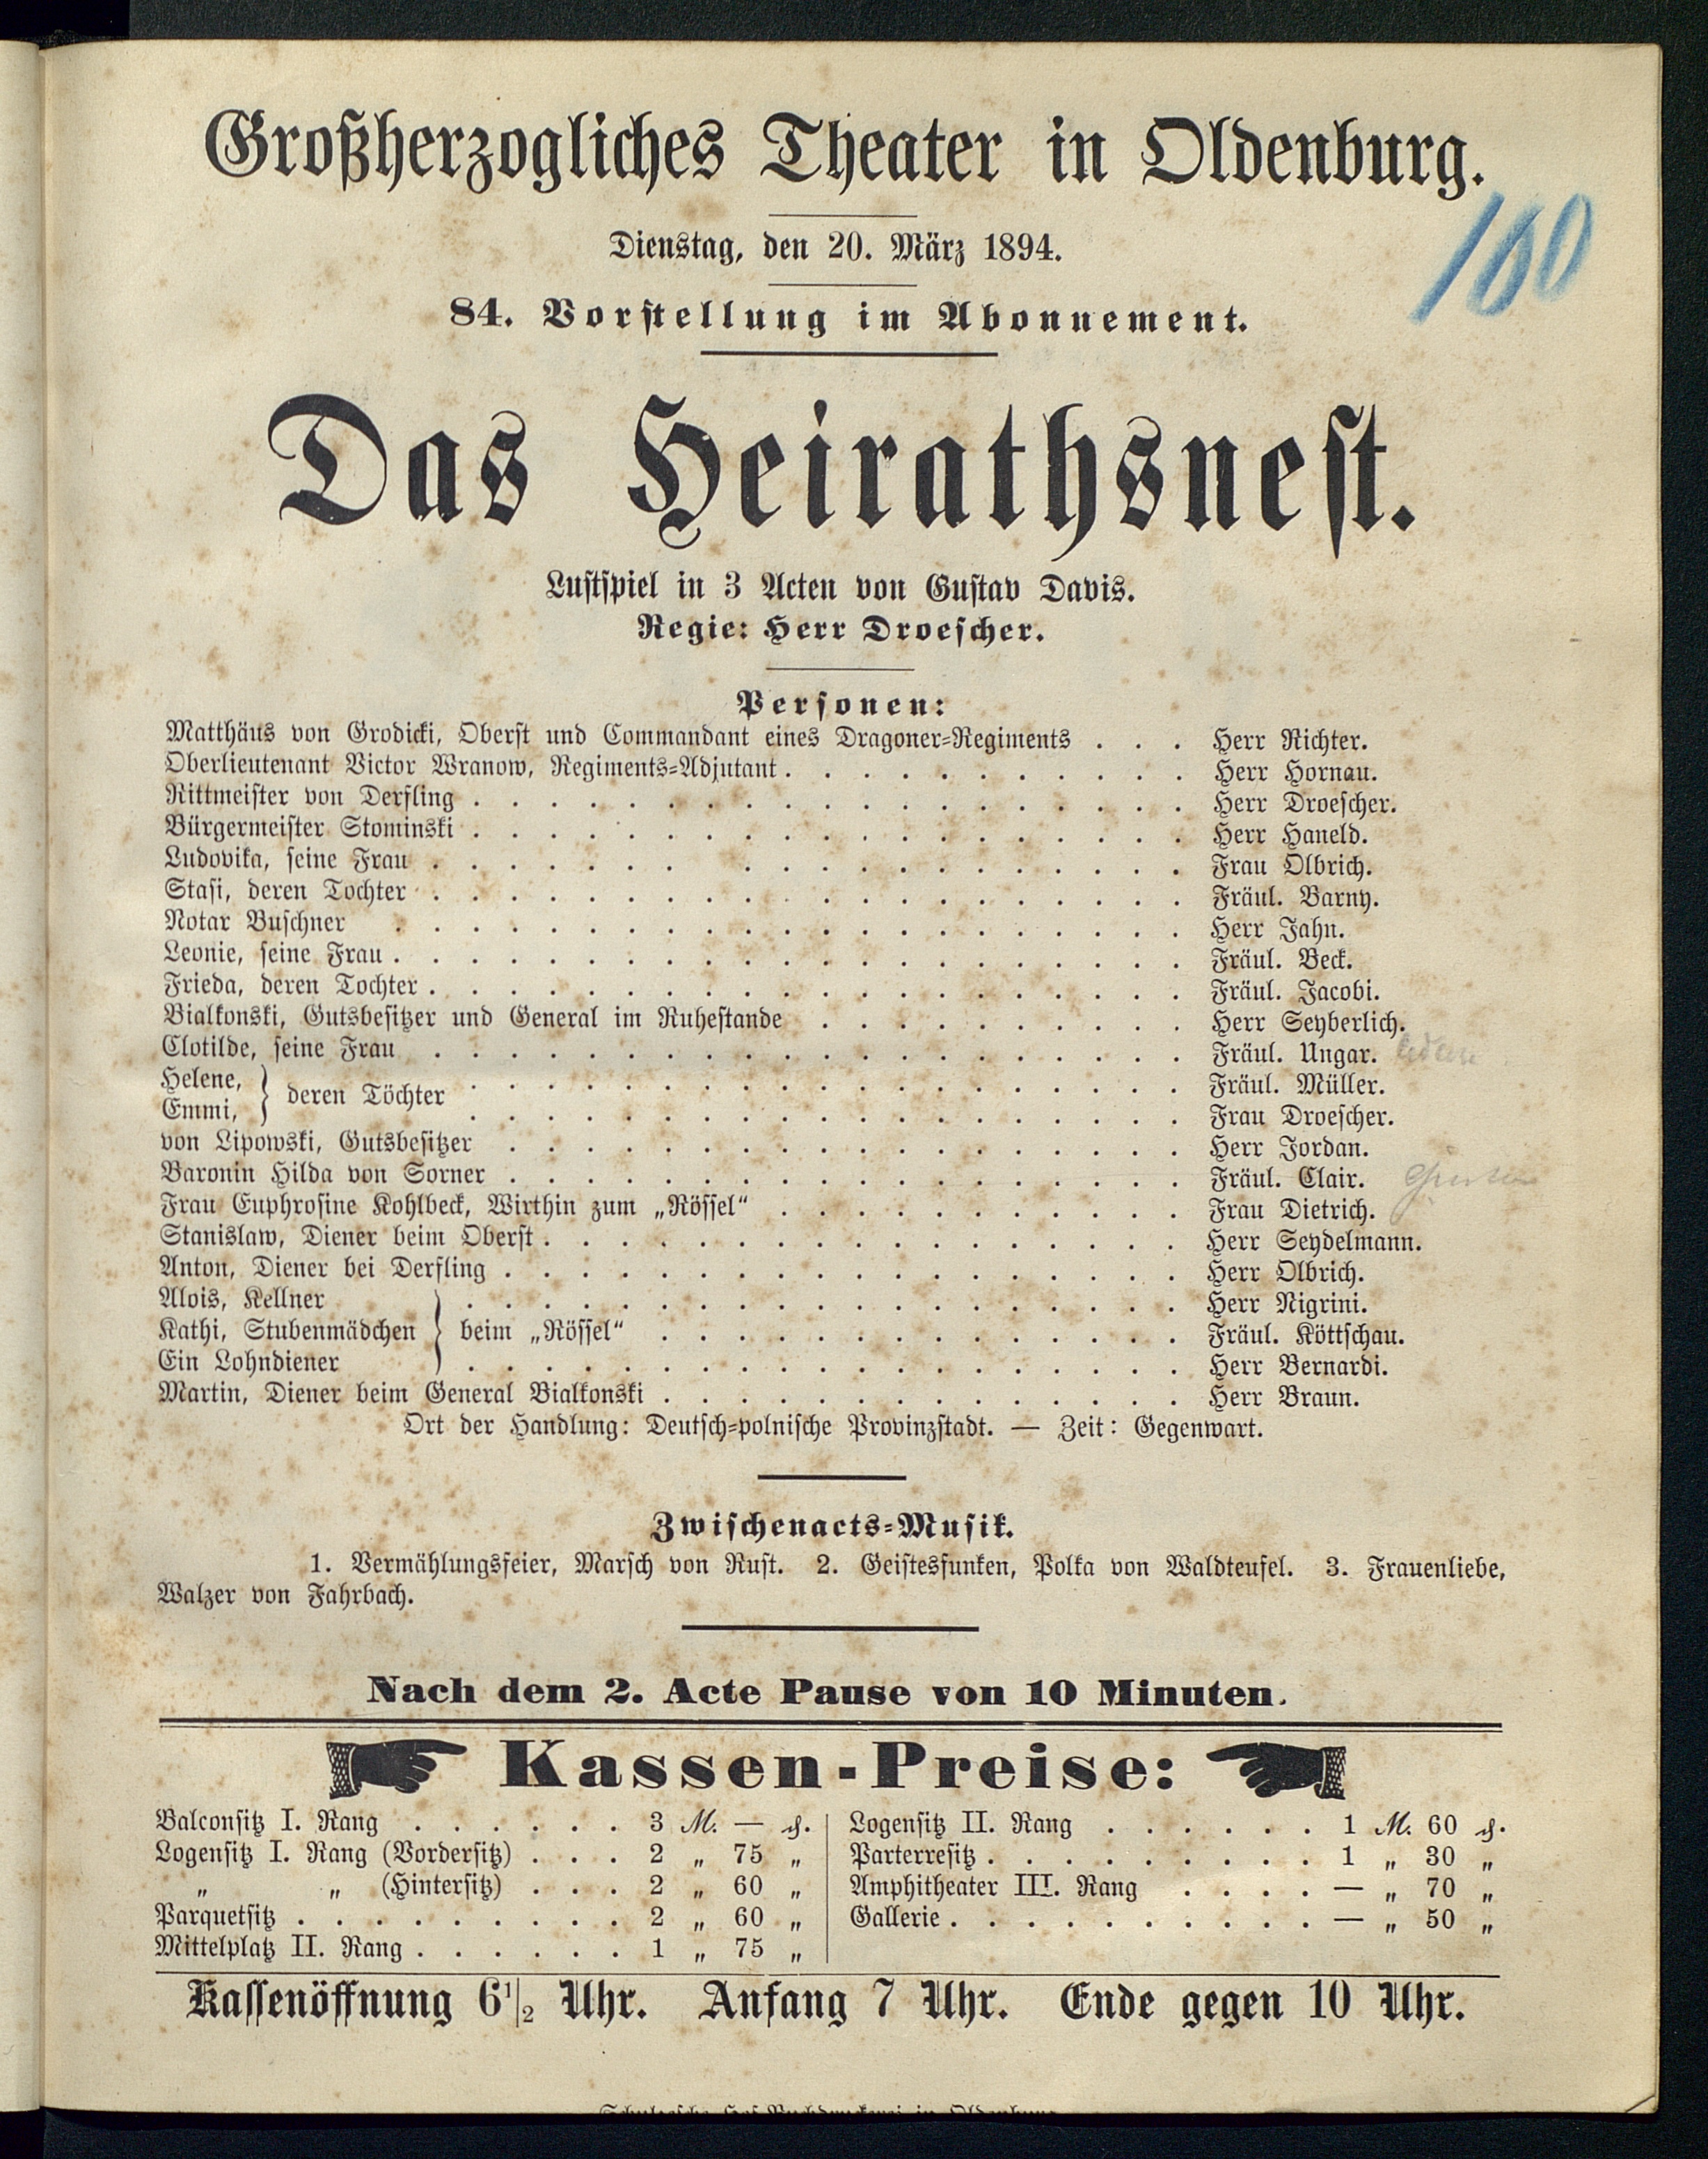 Großherzogliches Theater in Oldenburg.
160
Dienstag, den 20. März 1894.
84. Vorstellung im Abonnement.
Das Heirathsnest.
Lustspiel in 3 Acten von Gustav Davis.
Regie: Herr Droescher.
Personen:
Matthäus von Grodicki, Oberst und Commandant eines Dragoner-Regiments . . . Herr Richter.
Oberlieutenant Victor Wranow, Regiments-Adjutant . . . . . . . . . . . Herr Hornau.
Rittmeister von Derfling . . . . . . . . . . . . . . . . . . . Herr Droescher.
Bürgermeister Stominski . . . . . . . . . . . . . . . . . . . Herr Haneld.
Ludovika, seine Frau . . . . . . . . . . . . . . . . . . . Frau Olbrich.
Stasi, deren Tochter . . . . . . . . . . . . . . . . . . . . Fräul. Barny.
Notar Buschner . . . . . . . . . . . . . . . . . . . . . Herr Jahn.
Leonie, seine Frau . . . . . . . . . . . . . . . . . . . . . Fräul. Beck.
Frieda, deren Tochter . . . . . . . . . . . . . . . . . . . . Fräul. Jacobi.
Bialkonski, Gutsbesitzer und General im Ruhestande . . . . . . . . . . Herr Seyberlich.
Clotilde, seine Frau . . . . . . . . . . . . . . . . . . . . Fräul. Ungar.
Helene, } deren Töchter . . . . . . . . . . . . . . . . . . . Fräul. Müller.
Emmi, } . . . . . . . . . . . . . . . . . . . Frau Droescher.
von Lipowski, Gutsbesitzer . . . . . . . . . . . . . . . . . . Herr Jordan.
Baronin Hilda von Sorner . . . . . . . . . . . . . . . . . . Fräul. Clair.
Frau Euphrosine Kohlbeck, Wirthin zum „Rössel“ . . . . . . . . . . . Frau Dietrich.
Stanislaw, Diener beim Oberst . . . . . . . . . . . . . . . . . Herr Seydelmann.
Anton, Diener bei Derfling . . . . . . . . . . . . . . . . . . Herr Olbrich.
Alois, Kellner } . . . . . . . . . . . . . . . . . . . Herr Nigrini.
Kathi, Stubenmädchen } beim „Rössel“ . . . . . . . . . . . . . . Fräul. Köttschau.
Ein Lohndiener } . . . . . . . . . . . . . . . . . . . Herr Bernardi.
Martin, Diener beim General Bialkonski . . . . . . . . . . . . . . Herr Braun.
Ort der Handlung: Deutsch-polnische Provinzstadt. — Zeit: Gegenwart.
Zwischenacts-Musik.
1. Vermählungsfeier, Marsch von Rust. 2. Geistesfunken, Polka von Waldteufel. 3. Frauenliebe,
Walzer von Fahrbach.
Nach dem 2. Acte Pause von 10 Minuten.
Kassen-Preise:
Balconsitz I. Rang . . . . . . 3 M. — ₰.
Logensitz I. Rang (Vordersitz) . . . 2 „ 75 „
„ „ (Hintersitz) . . . 2 „ 60 „
Parquetsitz . . . . . . . . . 2 „ 60 „
Mittelplatz II. Rang . . . . . . 1 „ 75 „
Logensitz II. Rang . . . . . . 1 M. 60 ₰.
Parterresitz . . . . . . . . . 1 „ 30 „
Amphitheater III. Rang . . . . — „ 70 „
Gallerie . . . . . . . . . . — „ 50 „
Kassenöffnung 6 1/2 Uhr. Anfang 7 Uhr. Ende gegen 10 Uhr.